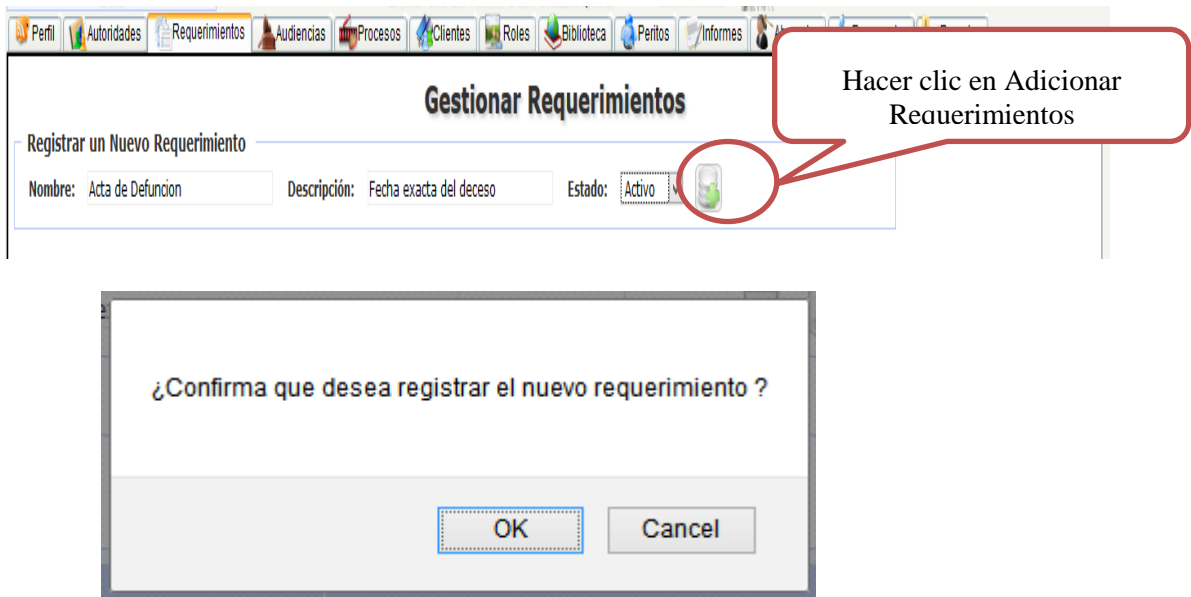 Perfil Autoridades Requerimientos Audiencias Procesos Clientes Roles Biblioteca Peritos Informes
Hacer clic en Adicionar
Requerimientos
Gestionar Requerimientos
Registrar un Nuevo Requerimiento
Nombre: Acta de Defuncion Descripción: Fecha exacta del deceso Estado: Activo
¿Confirma que desea registrar el nuevo requerimiento ?
OK Cancel